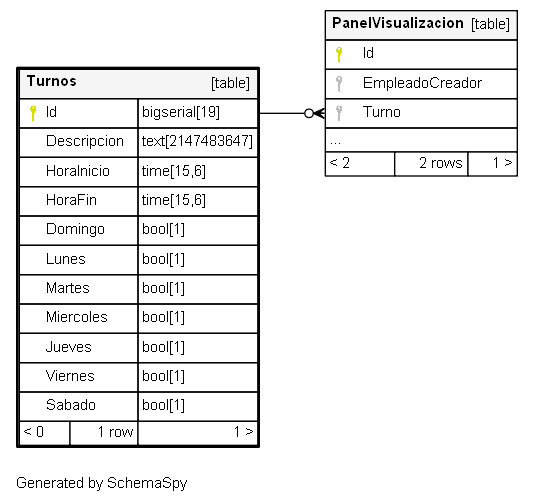 PanelVisualizacion [table]
Id
EmpleadoCreador
Turno
...
< 2 2 rows 1 >
Turnos [table]
Id bigserial[19]
Descripcion text[2147483647]
HoraInicio time[15,6]
HoraFin time[15,6]
Domingo bool[1]
Lunes bool[1]
Martes bool[1]
Miercoles bool[1]
Jueves bool[1]
Viernes bool[1]
Sabado bool[1]
< 0 1 row 1 >
Generated by SchemaSpy